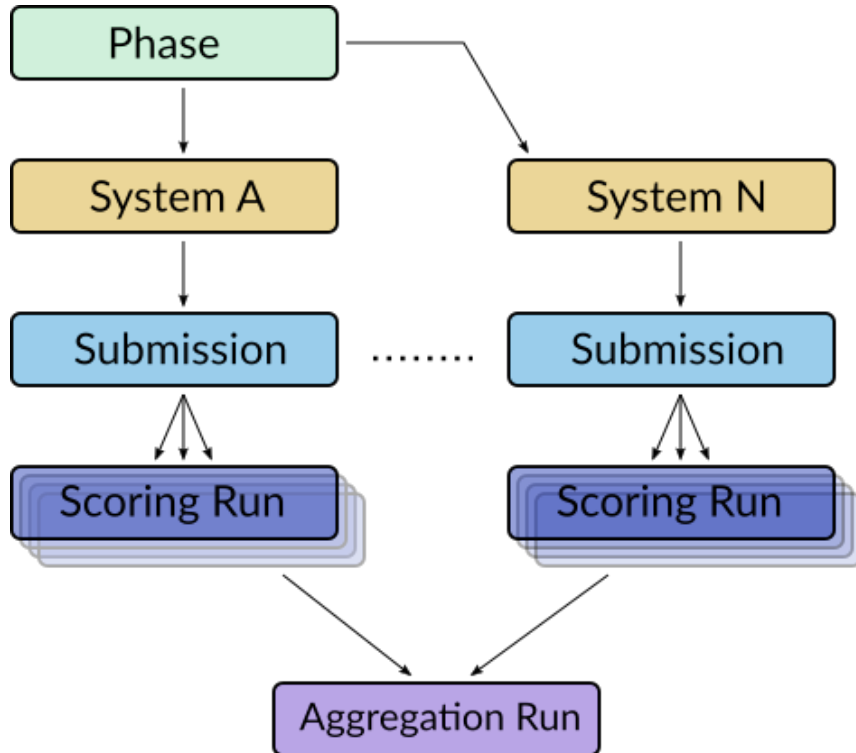 Phase
System A
System N
Submission
........
Submission
Scoring Run
Scoring Run
Aggregation Run